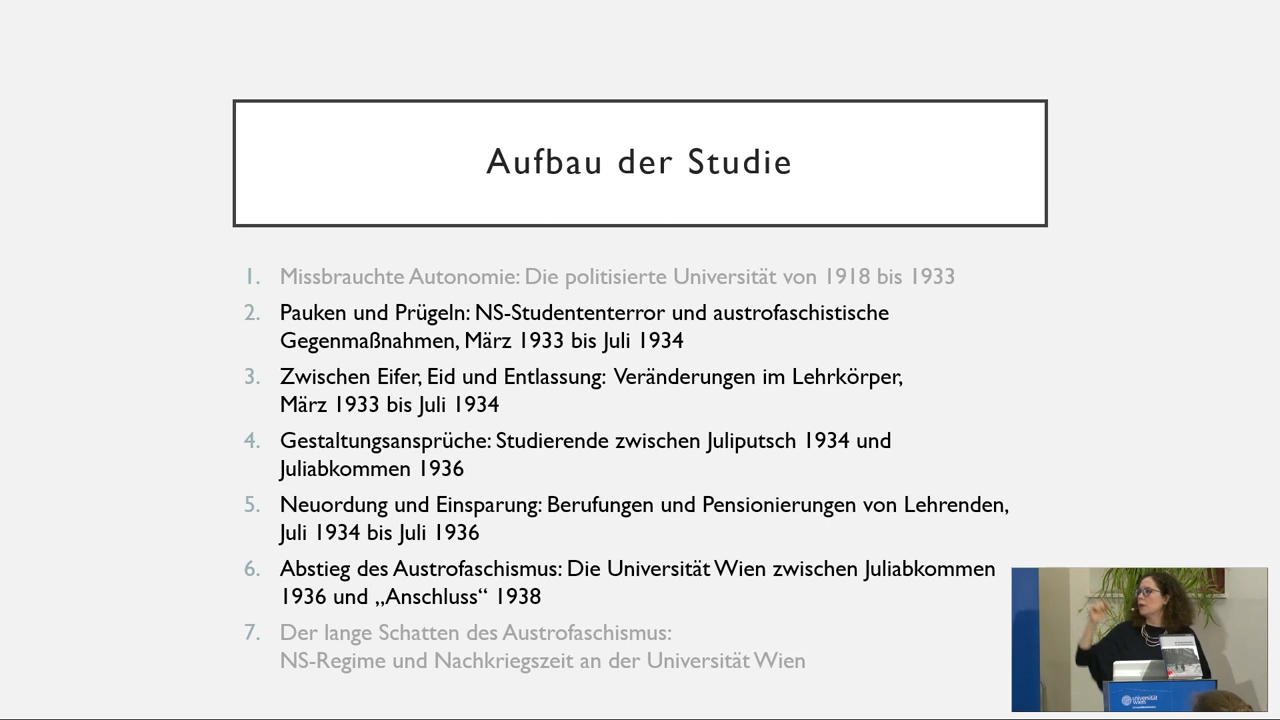 Aufbau der Studie
1. Missbrauchte Autonomie: Die politisierte Universität von 1918 bis 1933
2. Pauken und Prügeln: NS-Studententerror und austrofaschistische
Gegenmaßnahmen, März 1933 bis Juli 1934
3. Zwischen Eifer, Eid und Entlassung: Veränderungen im Lehrkörper,
März 1933 bis Juli 1934
4. Gestaltungsansprüche: Studierende zwischen Juliputsch 1934 und
Juliabkommen 1936
5. Neuordung und Einsparung: Berufungen und Pensionierungen von Lehrenden,
Juli 1934 bis Juli 1936
6. Abstieg des Austrofaschismus: Die Universität Wien zwischen Juliabkommen
1936 und „Anschluss“ 1938
7. Der lange Schatten des Austrofaschismus:
NS-Regime und Nachkriegszeit an der Universität Wien
universität
wien